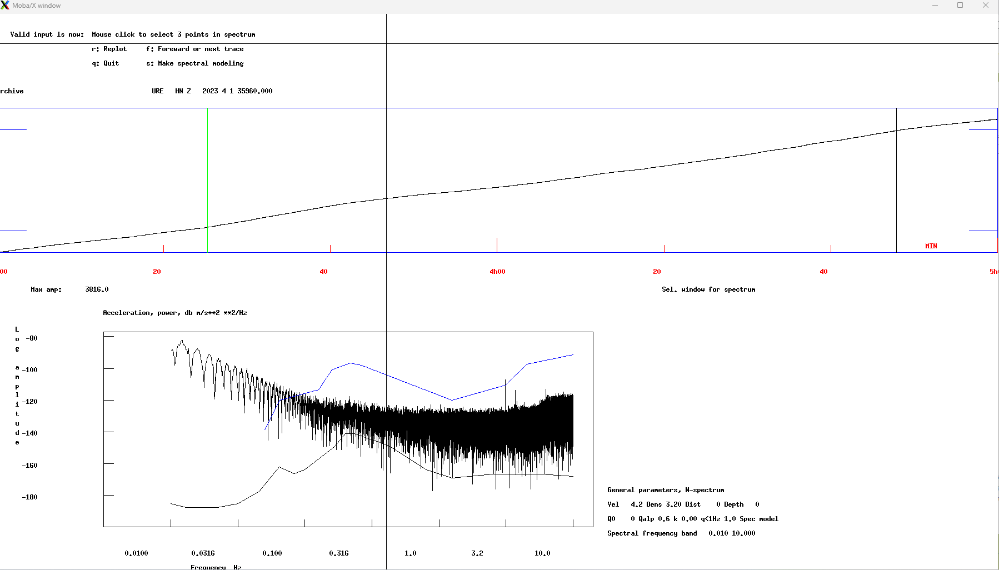 Moba/X window
Valid input is now:  Mouse click to select 3 points in spectrum
r: Replot     f: Foreward or next trace
q: Quit       s: Make spectral modeling
rchive                                 URE   HN Z   2023 4 1 35960.000
MIN
00 20 40 4h00 20 40 5h
Max amp:      3816.0
Sel. window for spectrum
Acceleration, power, db m/s**2 **2/Hz
Log amplitude
-80
-100
-120
-140
-160
-180
General parameters, N-spectrum
Vel   4.2 Dens 3.20 Dist    0 Depth   0
Q0    0 Qalp 0.6 k 0.00 q<1Hz 1.0 Spec model
Spectral frequency band   0.010 10.000
0.0100 0.0316 0.100 0.316 1.0 3.2 10.0
Frequency  Hz